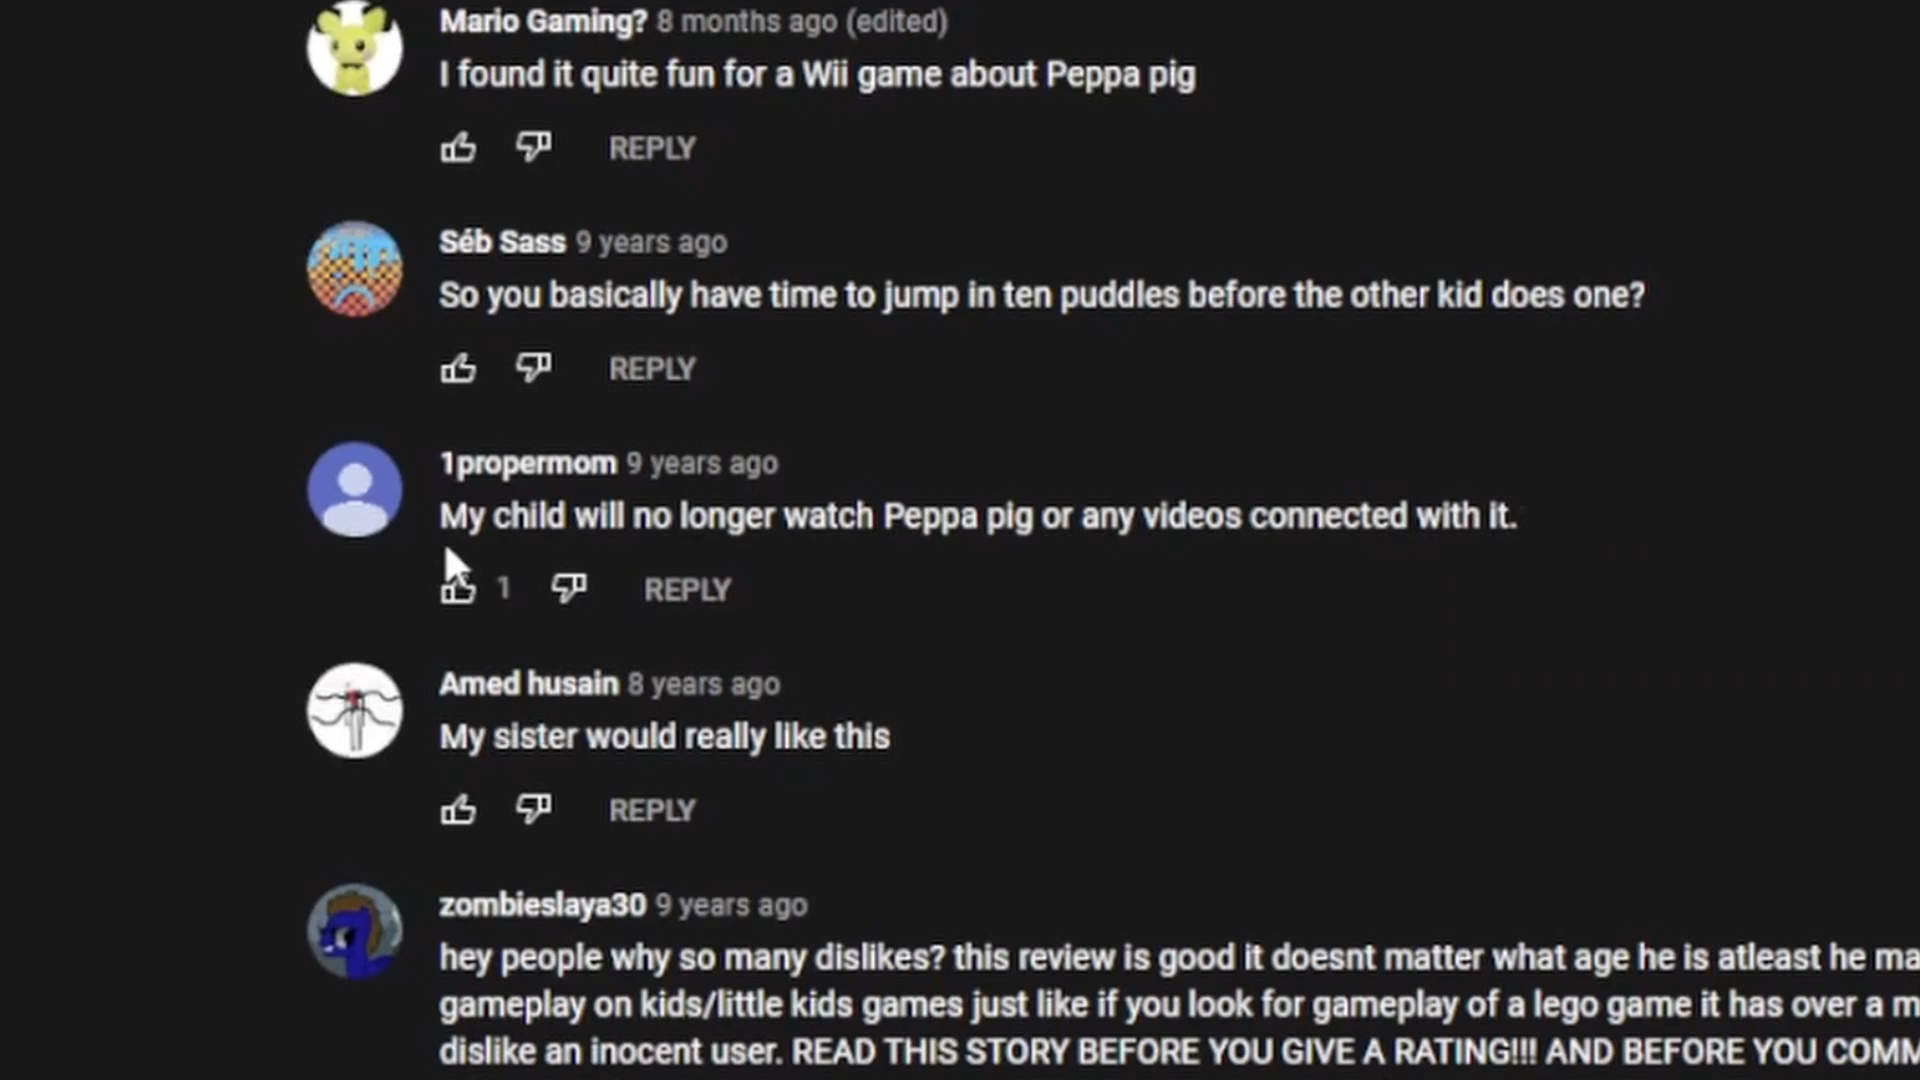 Mario Gaming? 8 months ago (edited)
I found it quite fun for a Wii game about Peppa pig
REPLY
Séb Sass 9 years ago
So you basically have time to jump in ten puddles before the other kid does one?
REPLY
1propermom 9 years ago
My child will no longer watch Peppa pig or any videos connected with it.
1 REPLY
Amed husain 8 years ago
My sister would really like this
REPLY
zombieslaya30 9 years ago
hey people why so many dislikes? this review is good it doesnt matter what age he is atleast he ma
gameplay on kids/little kids games just like if you look for gameplay of a lego game it has over a m
dislike an inocent user. READ THIS STORY BEFORE YOU GIVE A RATING!!! AND BEFORE YOU COMM